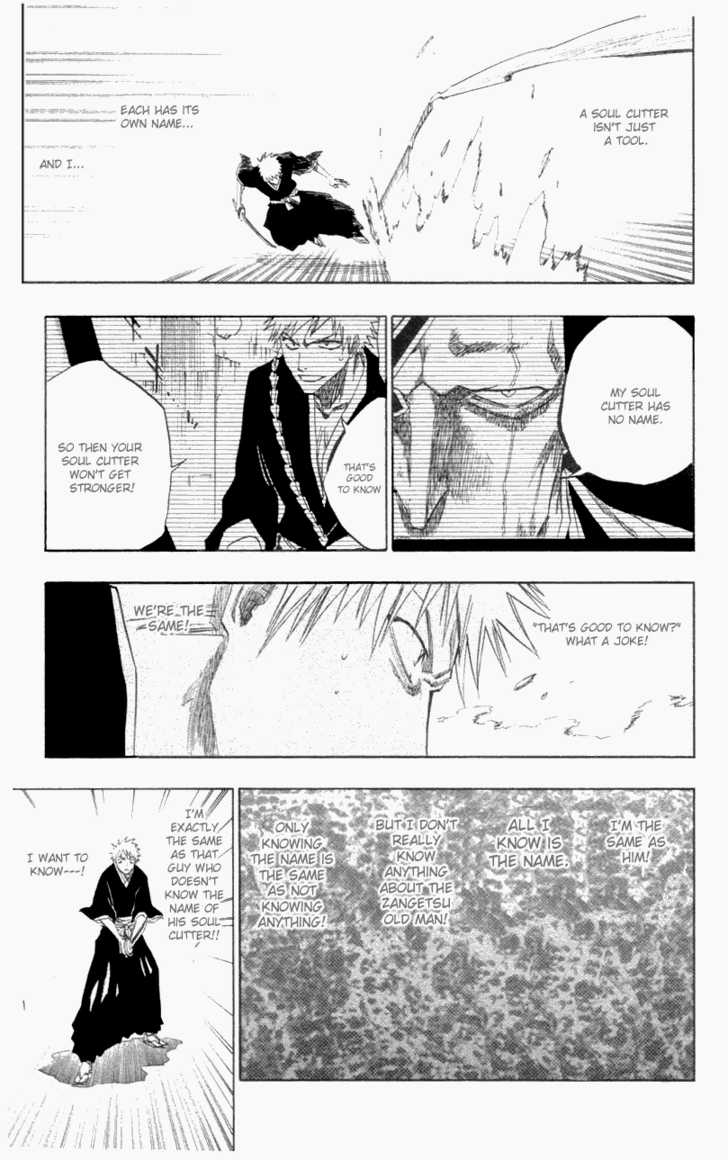 A SOUL CUTTER
ISN'T JUST
A TOOL.
EACH HAS ITS
OWN NAME...
AND I...
MY SOUL
CUTTER HAS
NO NAME.
THAT'S
GOOD
TO KNOW
SO THEN YOUR
SOUL CUTTER
WON'T GET
STRONGER!
"THAT'S GOOD TO KNOW?"
WHAT A JOKE!
WE'RE THE
SAME!
I'M THE
SAME AS
HIM!
ALL I
KNOW IS
THE NAME.
BUT I DON'T
REALLY
KNOW
ANYTHING
ABOUT THE
ZANGETSU
OLD MAN!
ONLY
KNOWING
THE NAME IS
THE SAME
AS NOT
KNOWING
ANYTHING!
I'M
EXACTLY
THE SAME
AS THAT
GUY WHO
DOESN'T
KNOW THE
NAME OF
HIS SOUL
CUTTER!!
I WANT TO
KNOW---!